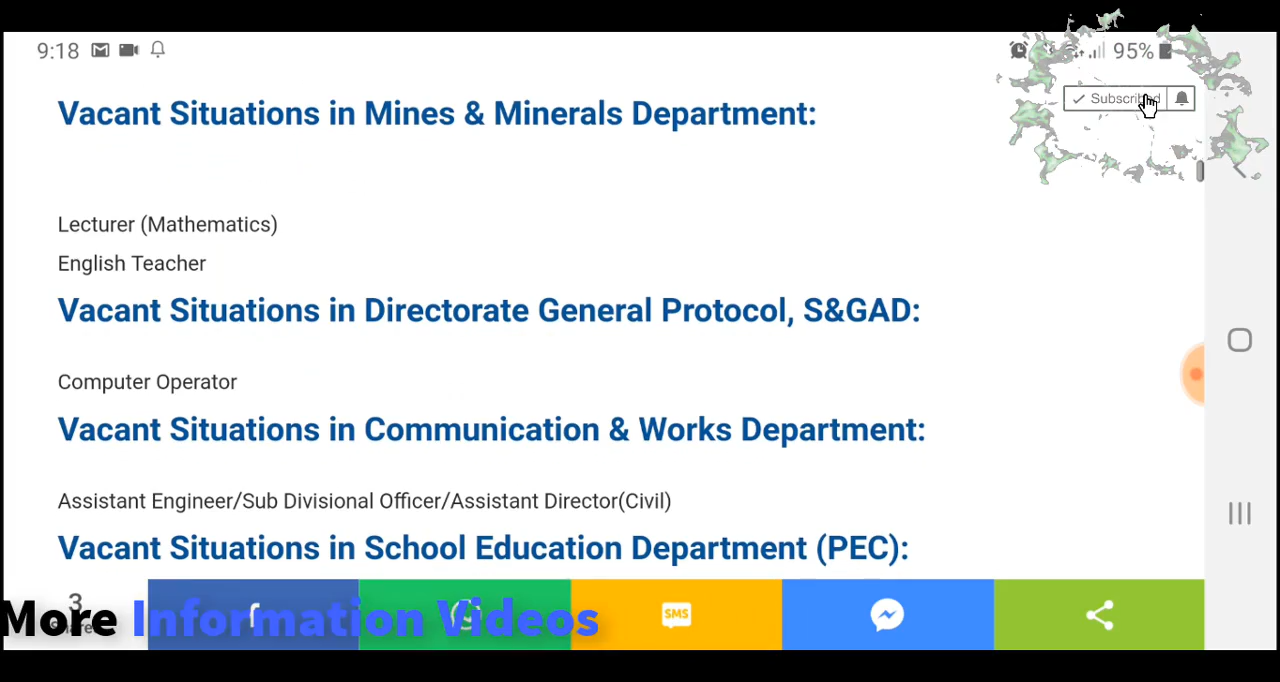 9:18
95%
Subscribed
Vacant Situations in Mines & Minerals Department:
Lecturer (Mathematics)
English Teacher
Vacant Situations in Directorate General Protocol, S&GAD:
Computer Operator
Vacant Situations in Communication & Works Department:
Assistant Engineer/Sub Divisional Officer/Assistant Director(Civil)
Vacant Situations in School Education Department (PEC):
3
More Information Videos
SMS